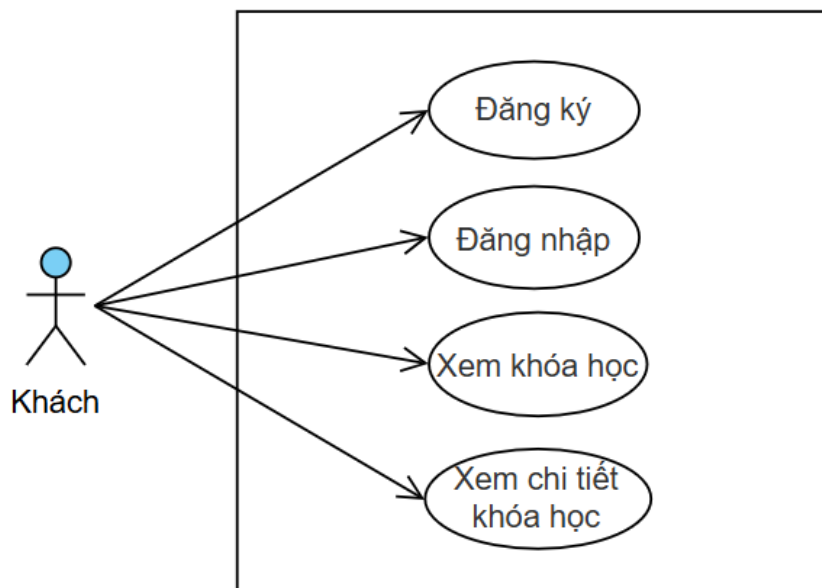 Đăng ký
Đăng nhập
Khách
Xem khóa học
Xem chi tiết
khóa học